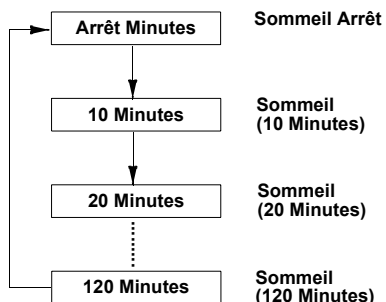 Arrêt Minutes
Sommeil Arrêt
10 Minutes
Sommeil
(10 Minutes)
20 Minutes
Sommeil
(20 Minutes)
120 Minutes
Sommeil
(120 Minutes)